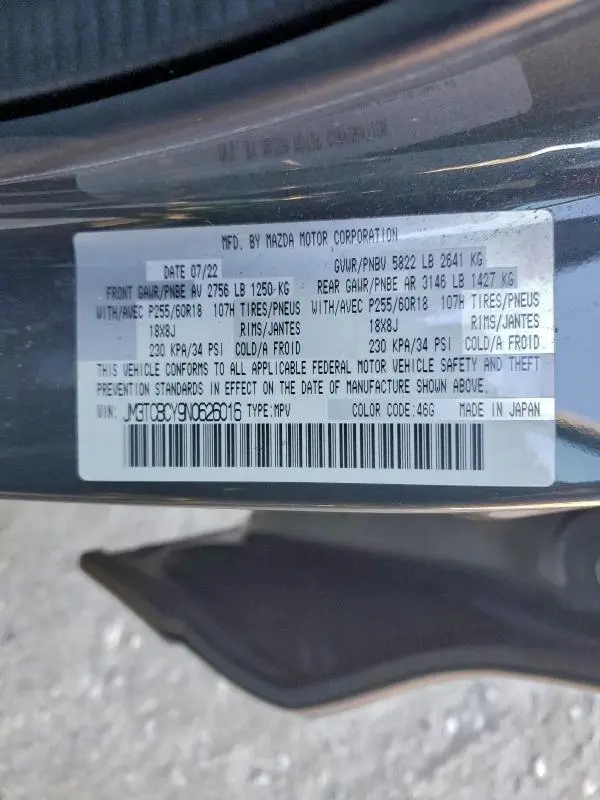 MFD. BY MAZDA MOTOR CORPORATION
DATE 07/22 GVWR/PNBV 5822 LB 2641 KG
FRONT GAWR/PNBE AV 2756 LB 1250 KG REAR GAWR/PNBE AR 3146 LB 1427 KG
WITH/AVEC P255/60R18 107H TIRES/PNEUS WITH/AVEC P255/60R18 107H TIRES/PNEUS
18X8J RIMS/JANTES 18X8J RIMS/JANTES
230 KPA/34 PSI COLD/A FROID 230 KPA/34 PSI COLD/A FROID
THIS VEHICLE CONFORMS TO ALL APPLICABLE FEDERAL MOTOR VEHICLE SAFETY AND THEFT
PREVENTION STANDARDS IN EFFECT ON THE DATE OF MANUFACTURE SHOWN ABOVE.
VIN: JM3TCBCY9N0626016 TYPE:MPV COLOR CODE:46G MADE IN JAPAN